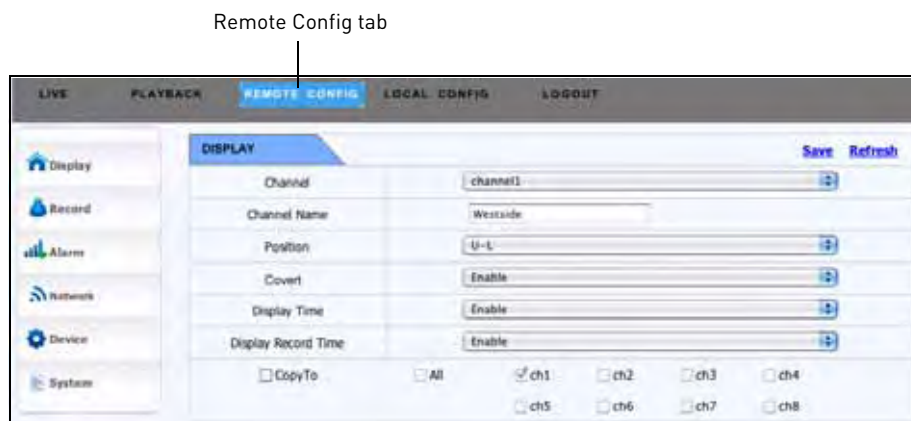 Remote Config tab
LIVE PLAYBACK REMOTE CONFIG LOCAL CONFIG LOGOUT
DISPLAY Save Refresh
Display
Record
Alarm
Network
Device
System
Channel channel1
Channel Name Westside
Position U-L
Covert Enable
Display Time Enable
Display Record Time Enable
CopyTo All ch1 ch2 ch3 ch4
ch5 ch6 ch7 ch8